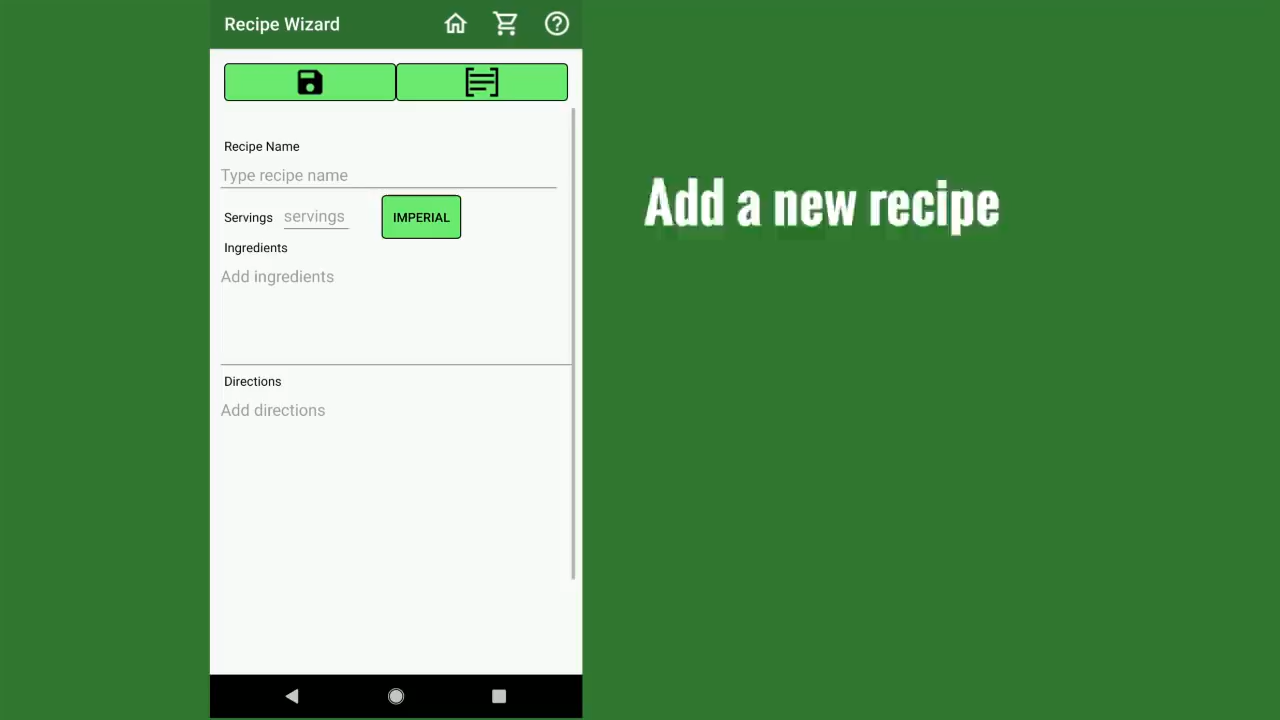 Recipe Wizard
Add a new recipe
Recipe Name
Type recipe name
Servings servings IMPERIAL
Ingredients
Add ingredients
Directions
Add directions